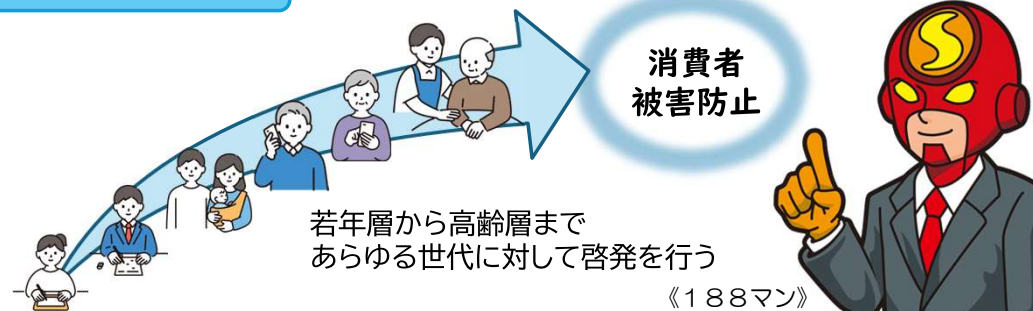 消費者
被害防止
若年層から高齢層まで
あらゆる世代に対して啓発を行う
《188マン》